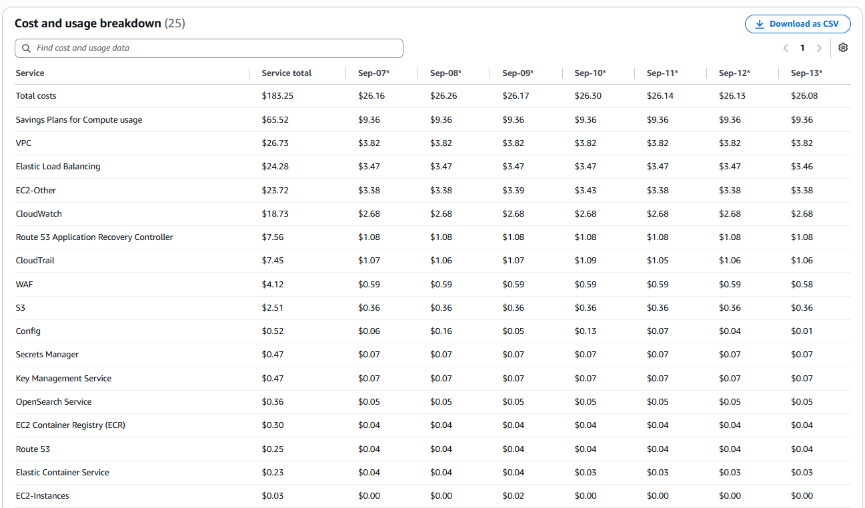 Cost and usage breakdown (25)
Download as CSV
Find cost and usage data
1
Service Service total Sep-07* Sep-08* Sep-09* Sep-10* Sep-11* Sep-12* Sep-13*
Total costs $183.25 $26.16 $26.26 $26.17 $26.30 $26.14 $26.13 $26.08
Savings Plans for Compute usage $65.52 $9.36 $9.36 $9.36 $9.36 $9.36 $9.36 $9.36
VPC $26.73 $3.82 $3.82 $3.82 $3.82 $3.82 $3.82 $3.82
Elastic Load Balancing $24.28 $3.47 $3.47 $3.47 $3.47 $3.47 $3.47 $3.46
EC2-Other $23.72 $3.38 $3.38 $3.39 $3.43 $3.38 $3.38 $3.38
CloudWatch $18.73 $2.68 $2.68 $2.68 $2.68 $2.68 $2.68 $2.68
Route 53 Application Recovery Controller $7.56 $1.08 $1.08 $1.08 $1.08 $1.08 $1.08 $1.08
CloudTrail $7.45 $1.07 $1.06 $1.07 $1.09 $1.05 $1.06 $1.06
WAF $4.12 $0.59 $0.59 $0.59 $0.59 $0.59 $0.59 $0.58
S3 $2.51 $0.36 $0.36 $0.36 $0.36 $0.36 $0.36 $0.36
Config $0.52 $0.06 $0.16 $0.05 $0.13 $0.07 $0.04 $0.01
Secrets Manager $0.47 $0.07 $0.07 $0.07 $0.07 $0.07 $0.07 $0.07
Key Management Service $0.47 $0.07 $0.07 $0.07 $0.07 $0.07 $0.07 $0.07
OpenSearch Service $0.36 $0.05 $0.05 $0.05 $0.05 $0.05 $0.05 $0.05
EC2 Container Registry (ECR) $0.30 $0.04 $0.04 $0.04 $0.04 $0.04 $0.04 $0.04
Route 53 $0.25 $0.04 $0.04 $0.04 $0.04 $0.04 $0.04 $0.04
Elastic Container Service $0.23 $0.04 $0.04 $0.04 $0.03 $0.03 $0.03 $0.03
EC2-Instances $0.03 $0.00 $0.00 $0.02 $0.00 $0.00 $0.00 $0.00